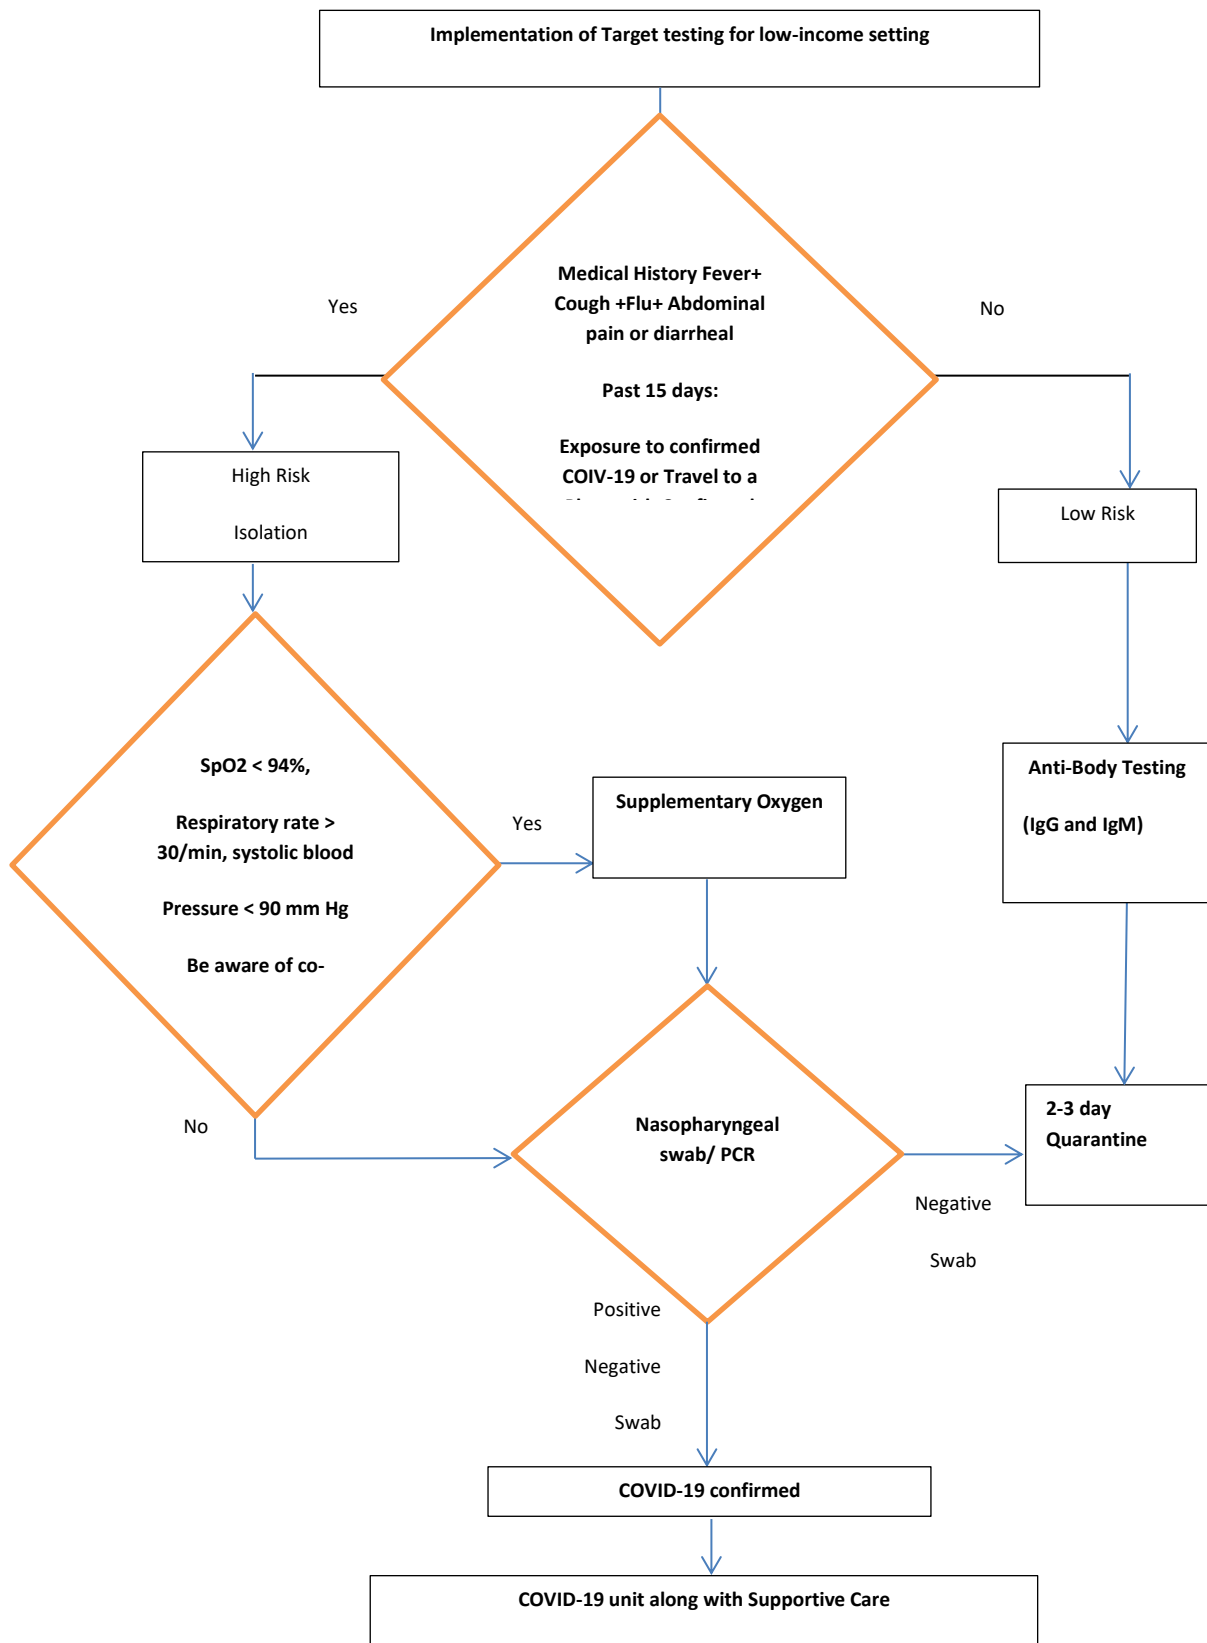 Implementation of Target testing for low-income setting
Medical History Fever+
Cough +Flu+ Abdominal
pain or diarrheal
Past 15 days:
Exposure to confirmed
COIV-19 or Travel to a
Yes
No
High Risk
Isolation
Low Risk
SpO2 < 94%,
Respiratory rate >
30/min, systolic blood
Pressure < 90 mm Hg
Be aware of co-
Yes
Supplementary Oxygen
Anti-Body Testing
(IgG and IgM)
No
Nasopharyngeal
swab/ PCR
2-3 day
Quarantine
Negative
Swab
Positive
Negative
Swab
COVID-19 confirmed
COVID-19 unit along with Supportive Care